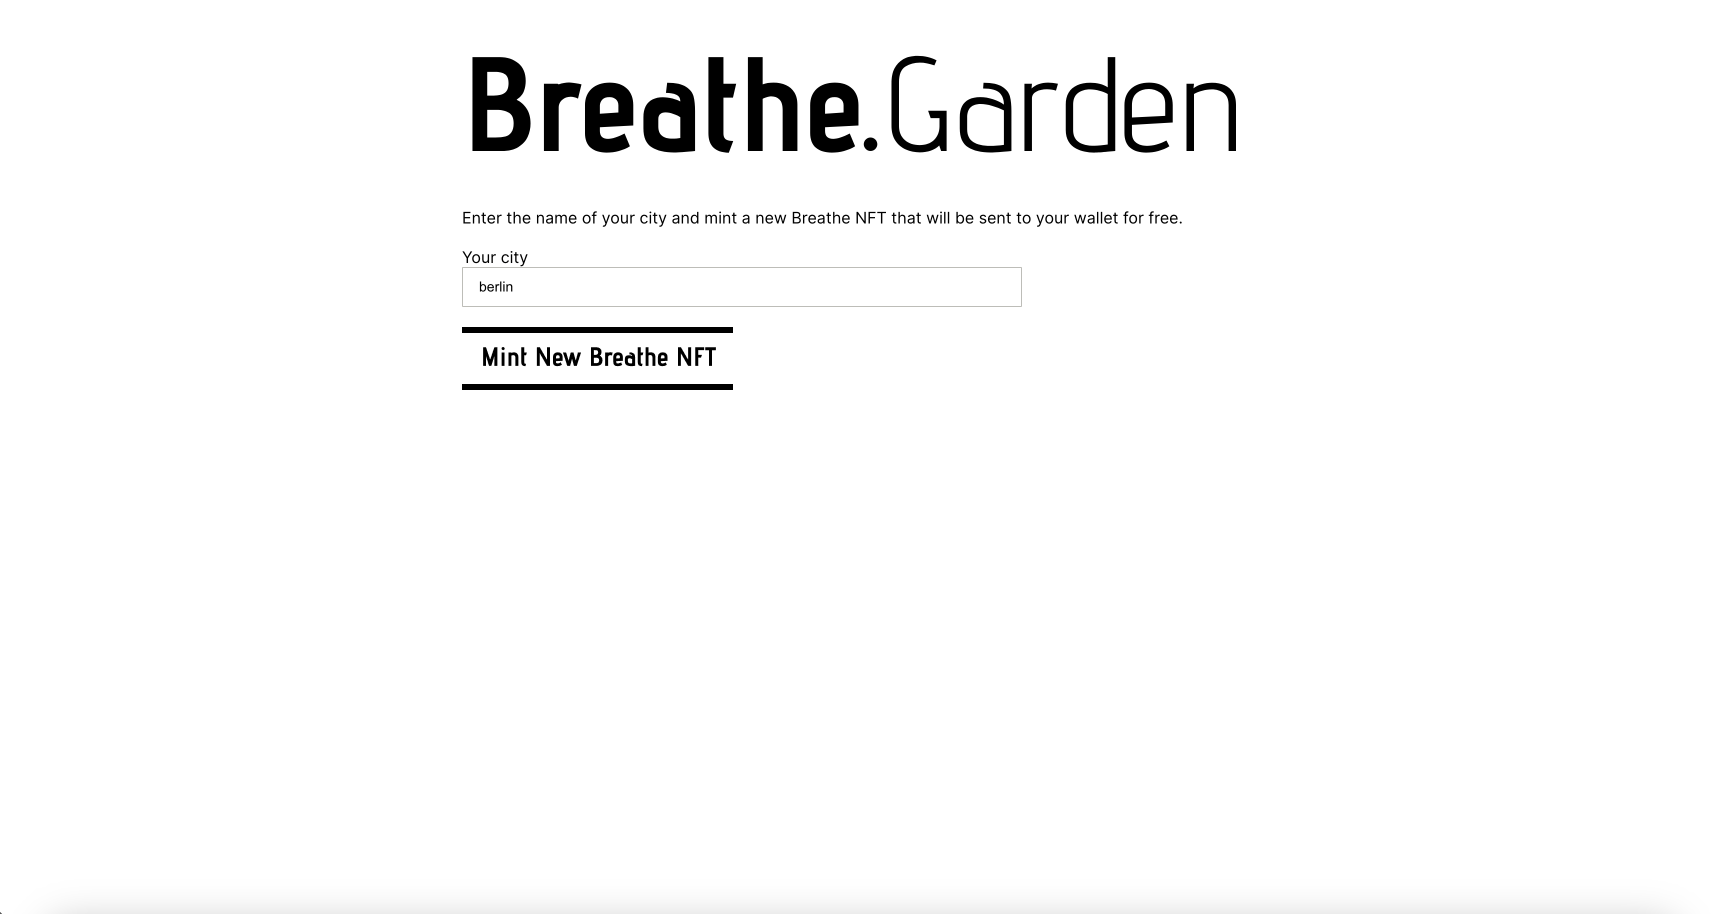 Breathe.Garden
Enter the name of your city and mint a new Breathe NFT that will be sent to your wallet for free.
Your city
berlin
Mint New Breathe NFT